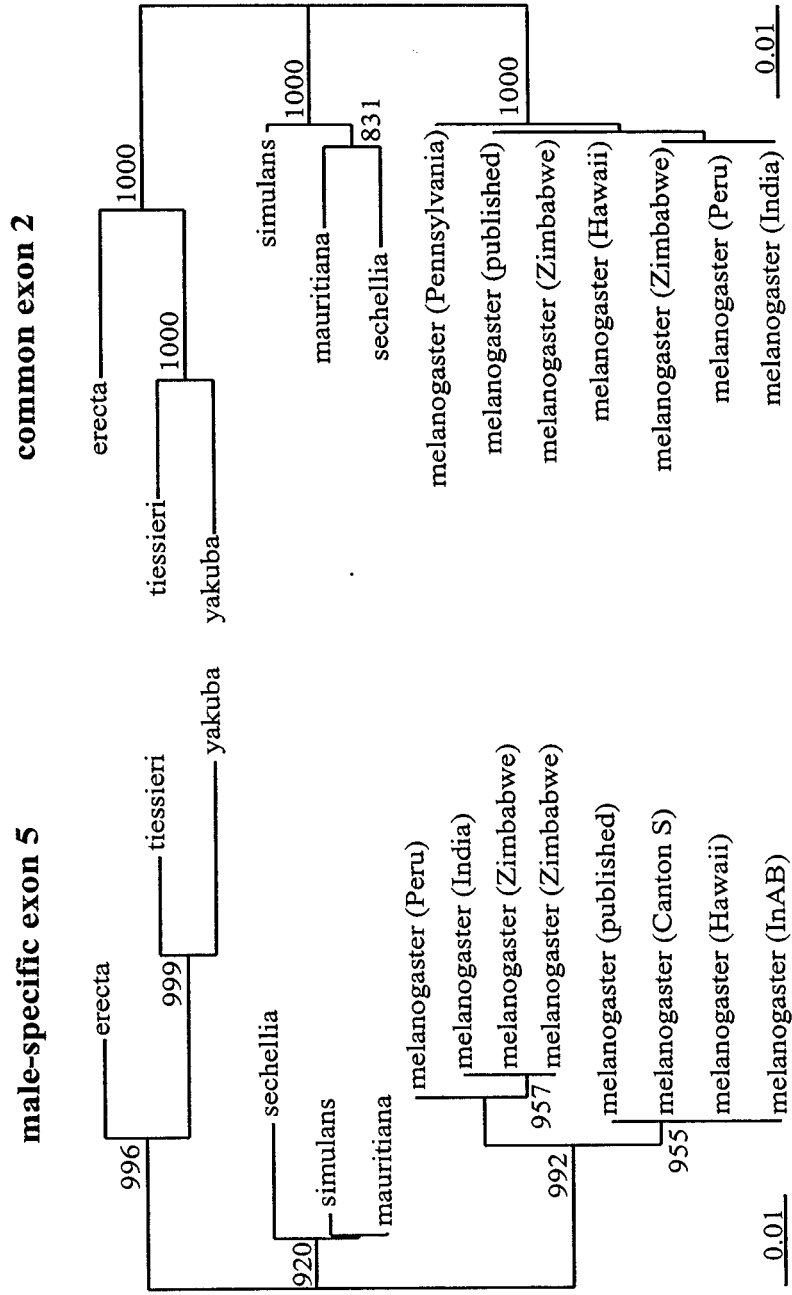 male-specific exon 5
erecta
996
tiessieri
999
yakuba
sechellia
920
simulans
mauritiana
melanogaster (Peru)
melanogaster (India)
melanogaster (Zimbabwe)
957
melanogaster (Zimbabwe)
992
melanogaster (published)
955
melanogaster (Canton S)
melanogaster (Hawaii)
melanogaster (InAB)
0.01
common exon 2
erecta
1000
tiessieri
1000
yakuba
simulans
1000
mauritiana
831
sechellia
melanogaster (Pennsylvania)
melanogaster (published)
1000
melanogaster (Zimbabwe)
melanogaster (Hawaii)
melanogaster (Zimbabwe)
melanogaster (Peru)
melanogaster (India)
0.01